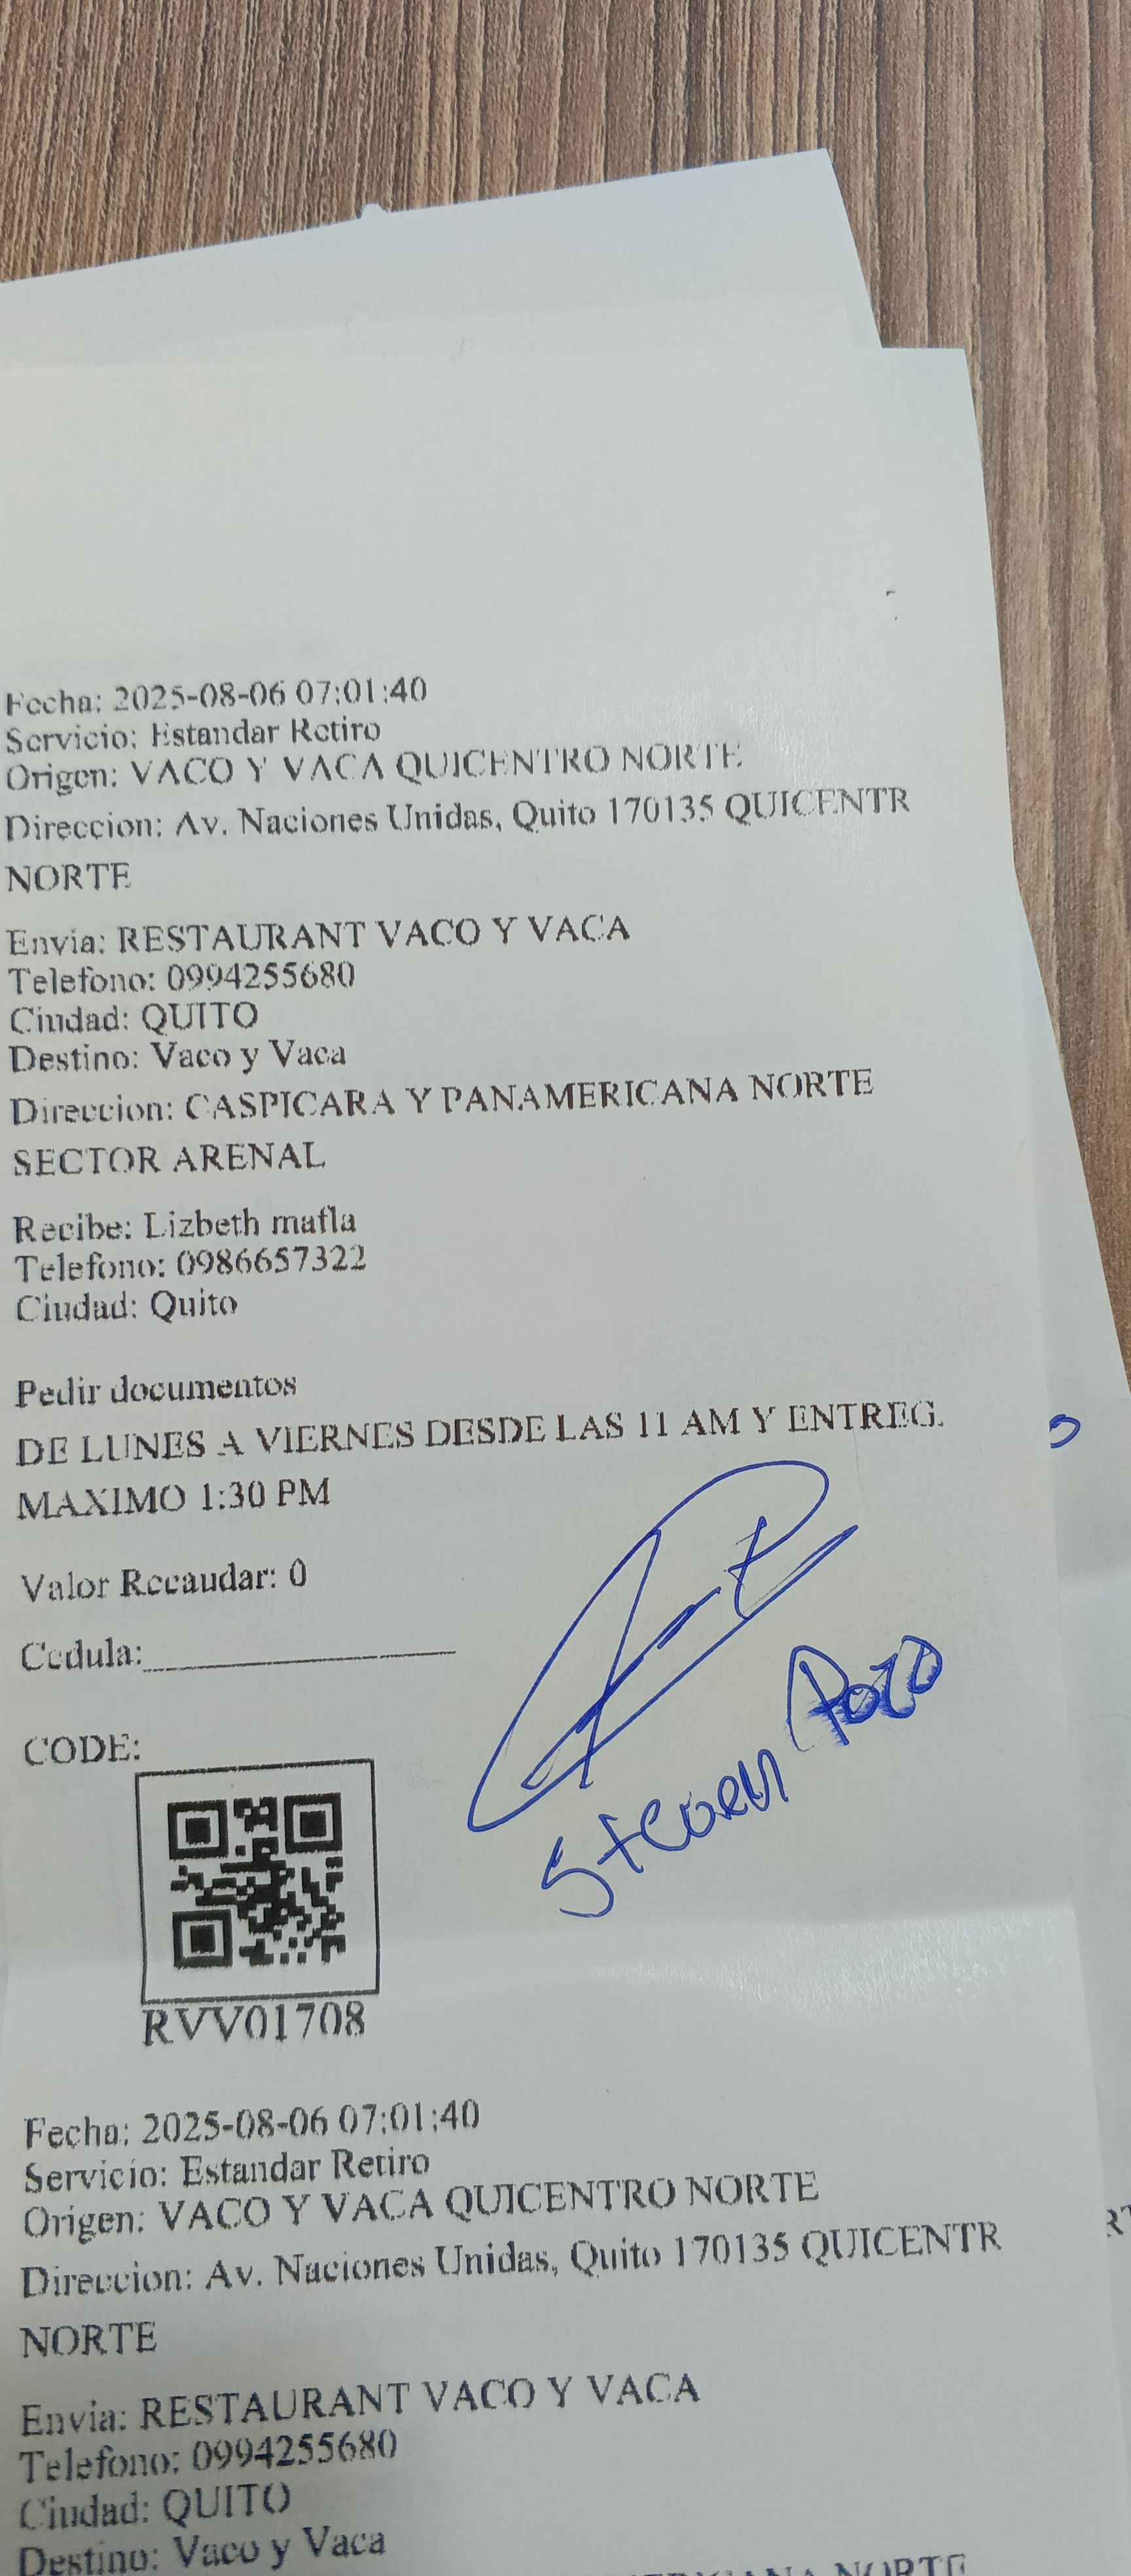 Fecha: 2025-08-06 07:01:40
Servicio: Estandar Retiro
Origen: VACO Y VACA QUICENTRO NORTE
Direccion: Av. Naciones Unidas, Quito 170135 QUICENTR
NORTE
Envia: RESTAURANT VACO Y VACA
Telefono: 0994255680
Ciudad: QUITO
Destino: Vaco y Vaca
Direccion: CASPICARA Y PANAMERICANA NORTE
SECTOR ARENAL
Recibe: Lizbeth mafla
Telefono: 0986657322
Ciudad: Quito
Pedir documentos
DE LUNES A VIERNES DESDE LAS 11 AM Y ENTREG.
MAXIMO 1:30 PM
Valor Recaudar: 0
Cedula:
Steven Pozo
CODE:
RVV01708
Fecha: 2025-08-06 07:01:40
Servicio: Estandar Retiro
Origen: VACO Y VACA QUICENTRO NORTE
Direccion: Av. Naciones Unidas, Quito 170135 QUICENTR
NORTE
Envia: RESTAURANT VACO Y VACA
Telefono: 0994255680
Ciudad: QUITO
Destino: Vaco y Vaca
NORTE